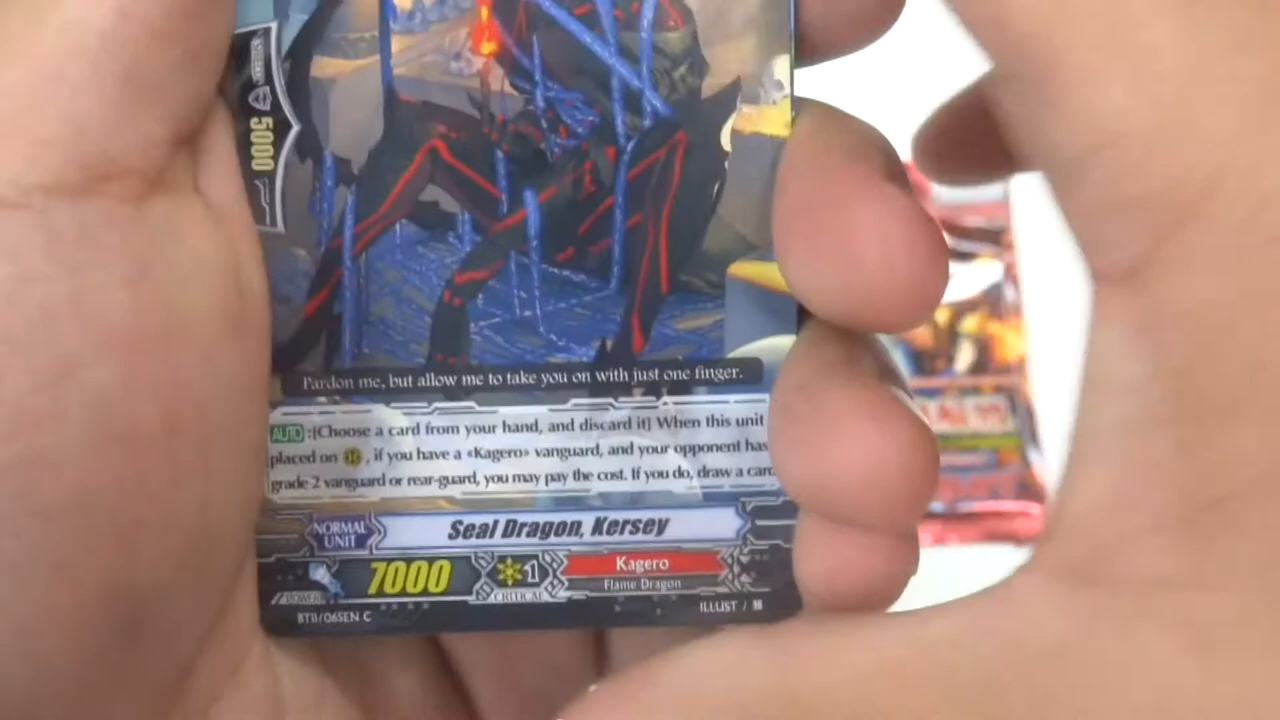 5000
Pardon me, but allow me to take you on with just one finger.
AUTO :[Choose a card from your hand, and discard it] When this unit
placed on , if you have a «Kagero» vanguard, and your opponent has
grade 2 vanguard or rear-guard, you may pay the cost. If you do, draw a card
NORMAL
UNIT
Seal Dragon, Kersey
POWER
7000
1
CRITICAL
Kagero
Flame Dragon
BT11/065EN C
ILLUST /